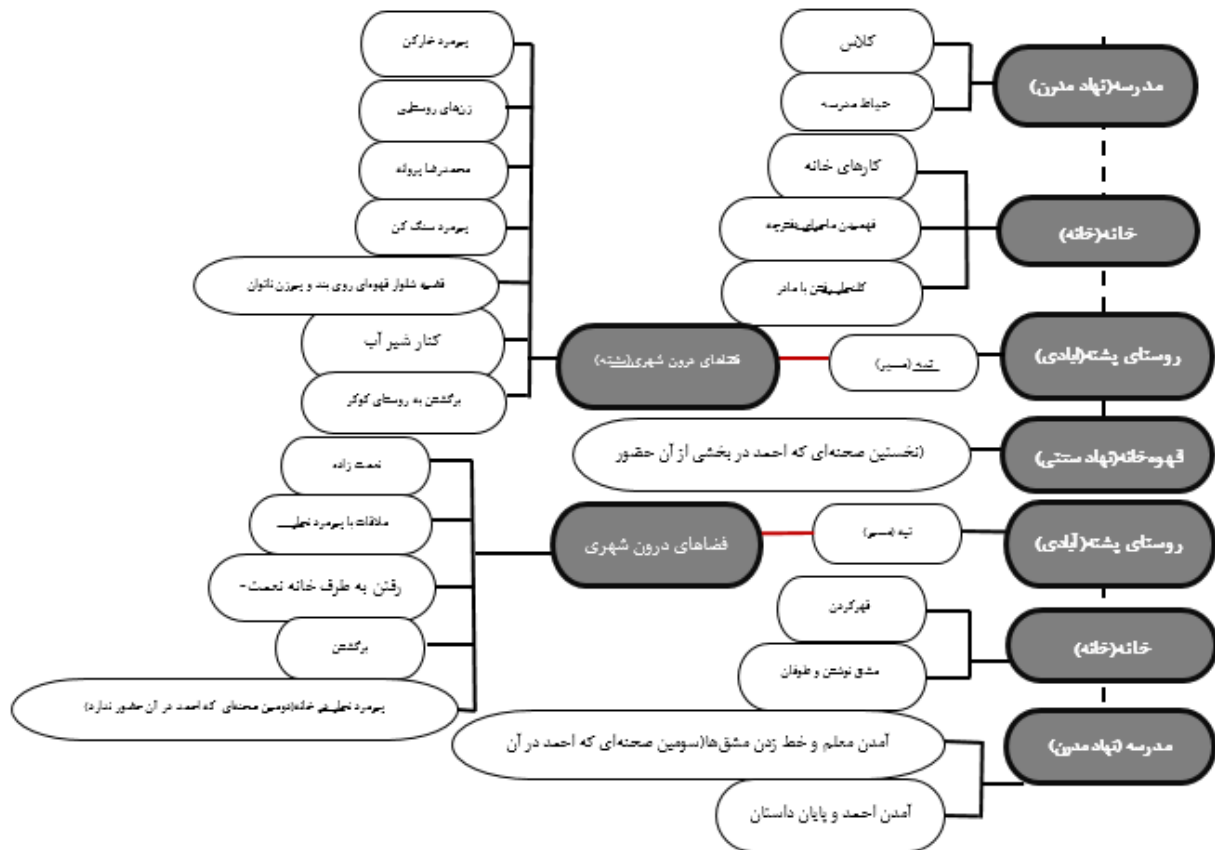 مدرسه(نهاد مدرن)
کلاس
حیاط مدرسه
خانه(خانه)
کارهای خانه
فهمیدن ماجرای دفترچه
کلنجار رفتن با مادر
روستای پشته(آبادی)
تپه (مسیر)
فضاهای درون شهری(پشته)
پیرمرد خارکن
زن‌های روستایی
محمدرضا پروانه
پیرمرد سنگ کن
قضیه شلوار قهوه‌ای روی بند و پیرزن ناتوان
کنار شیر آب
برگشتن به روستای کوکر
قهوه‌خانه(نهاد سنتی)
(نخستین صحنه‌ای که احمد در بخشی از آن حضور
روستای پشته(آبادی)
تپه (مسیر)
فضاهای درون شهری
نعمت زاده
ملاقات با پیرمرد نجار
رفتن به طرف خانه نعمت-
برگشتن
پیرمرد نجار در خانه(دومین صحنه‌ای که احمد در آن حضور ندارد)
خانه(خانه)
قهرکردن
مشق نوشتن و طوفان
مدرسه (نهاد مدرن)
آمدن معلم و خط زدن مشق‌ها(سومین صحنه‌ای که احمد در آن
آمدن احمد و پایان داستان